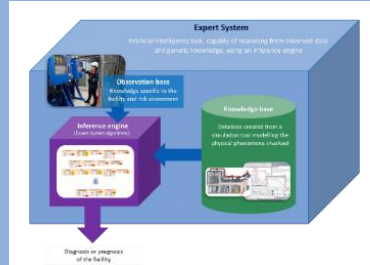 Expert System
Artificial intelligence tool, capable of reasoning from observed data
and generic knowledge, using an inference engine
Observation base
Knowledge specific to the
facility and risk assessment
Knowledge base
Database created from a
simulation tool modelling the
physical phenomena involved
Inference engine
Diagnosis or prognosis
of the facility